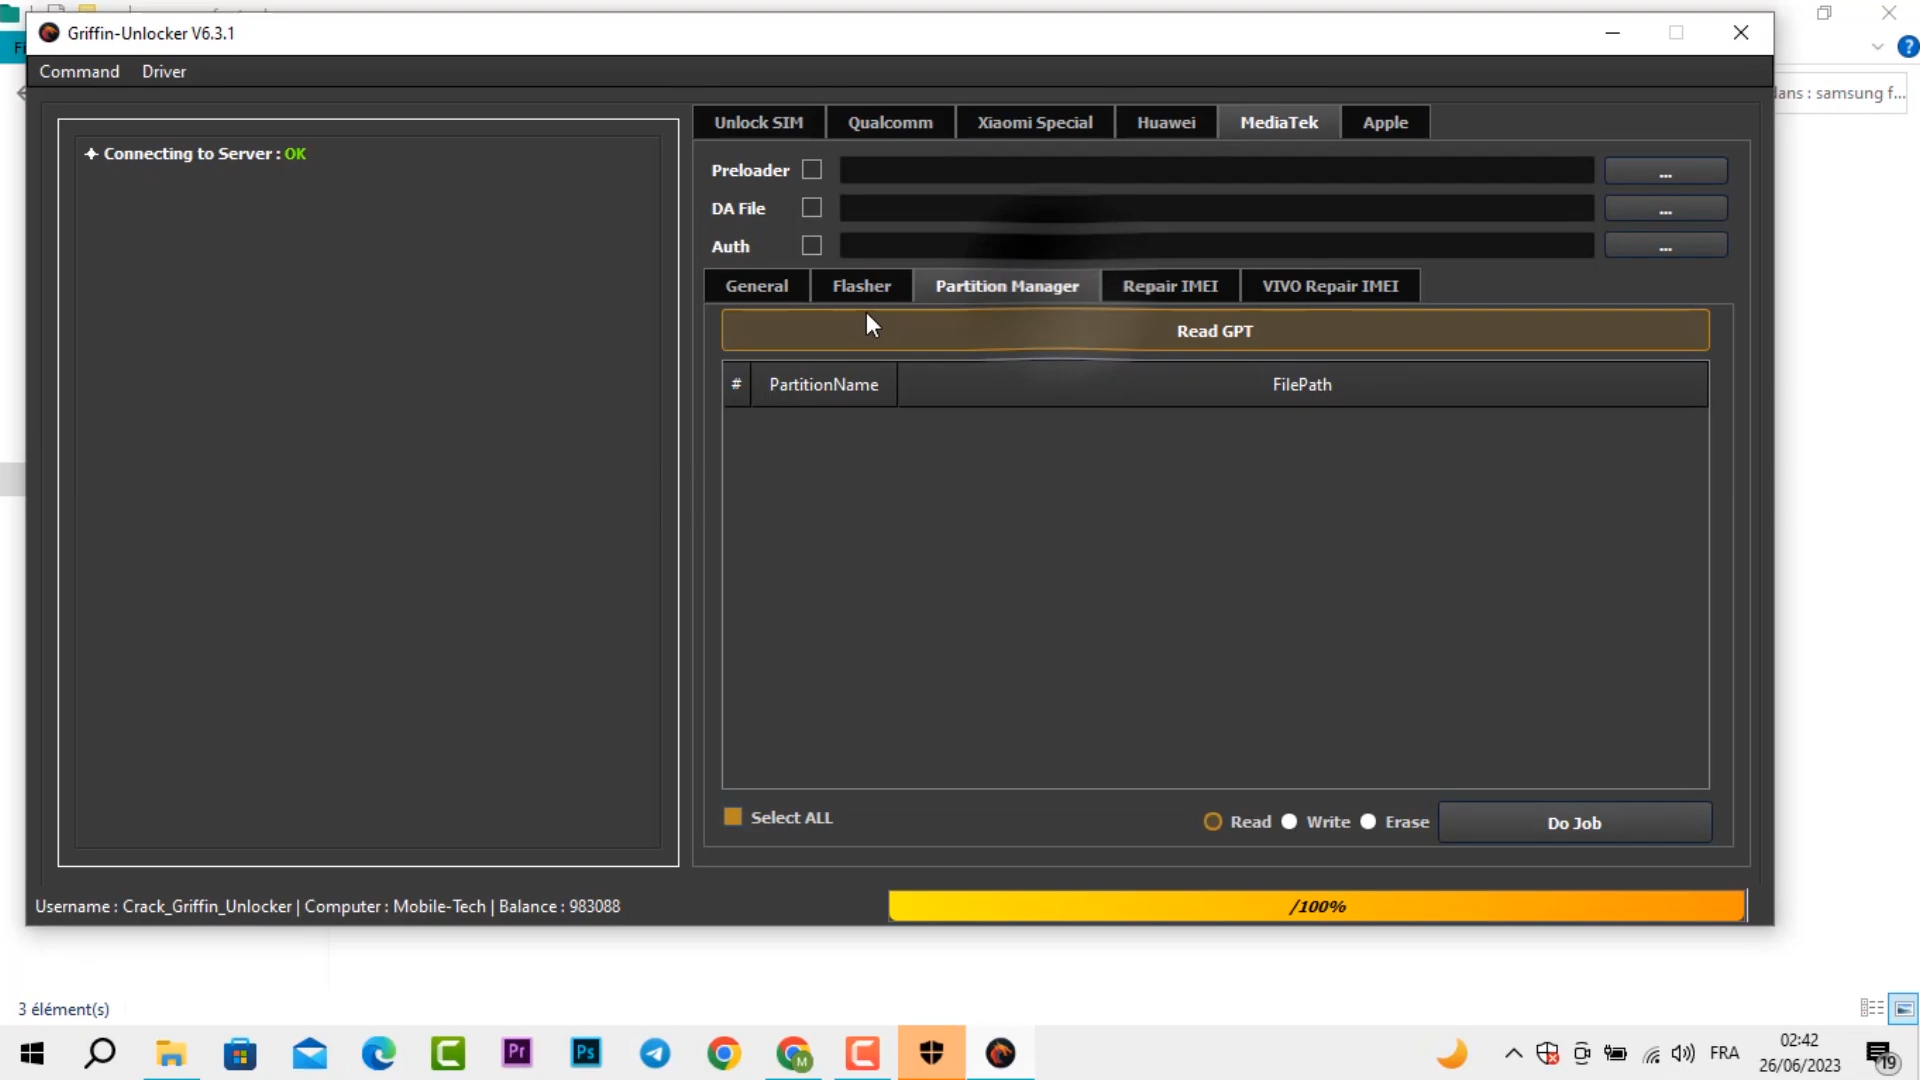 Griffin-Unlocker V6.3.1
Command Driver
Unlock SIM Qualcomm Xiaomi Special Huawei MediaTek Apple
Connecting to Server : OK
Preloader ...
DA File ...
Auth ...
General Flasher Partition Manager Repair IMEI VIVO Repair IMEI
Read GPT
# PartitionName FilePath
Select ALL Read Write Erase Do Job
Username : Crack_Griffin_Unlocker | Computer : Mobile-Tech | Balance : 983088
/100%
ans : samsung f...
3 élément(s)
Pr Ps M FRA
02:42
26/06/2023
19